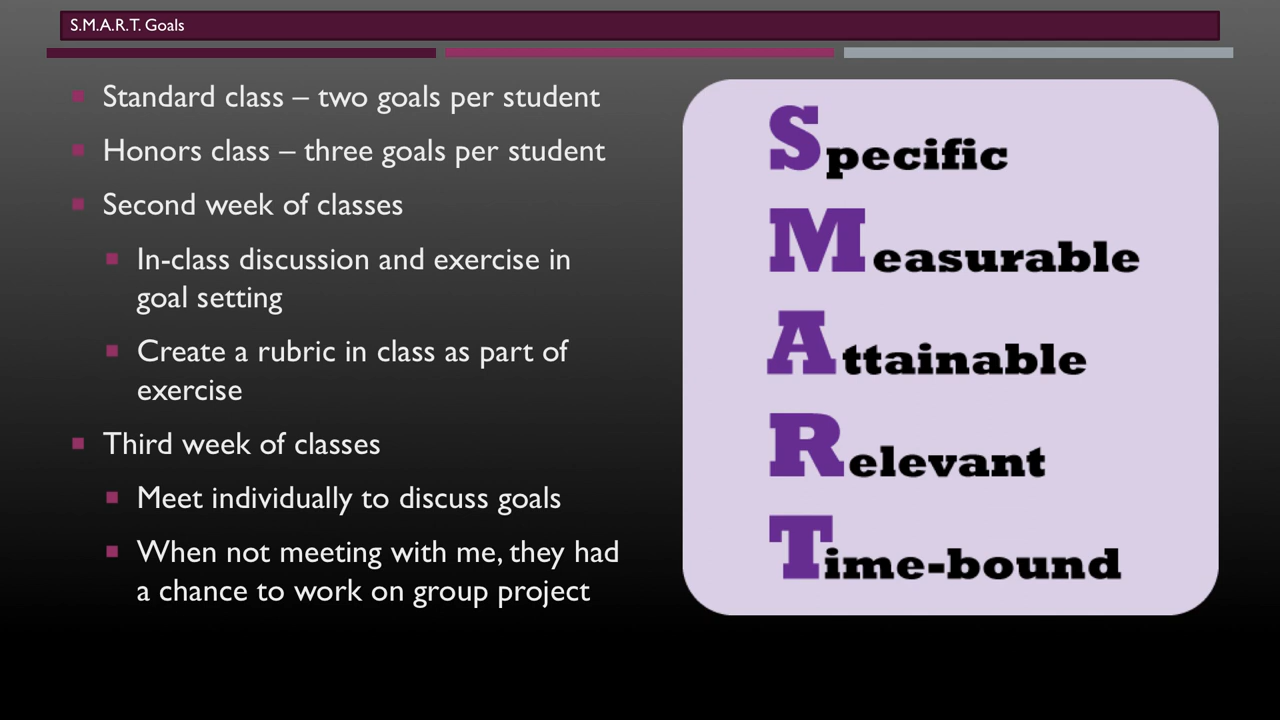 S.M.A.R.T. Goals
Standard class – two goals per student
Honors class – three goals per student
Second week of classes
In-class discussion and exercise in
goal setting
Create a rubric in class as part of
exercise
Third week of classes
Meet individually to discuss goals
When not meeting with me, they had
a chance to work on group project
Specific
Measurable
Attainable
Relevant
Time-bound